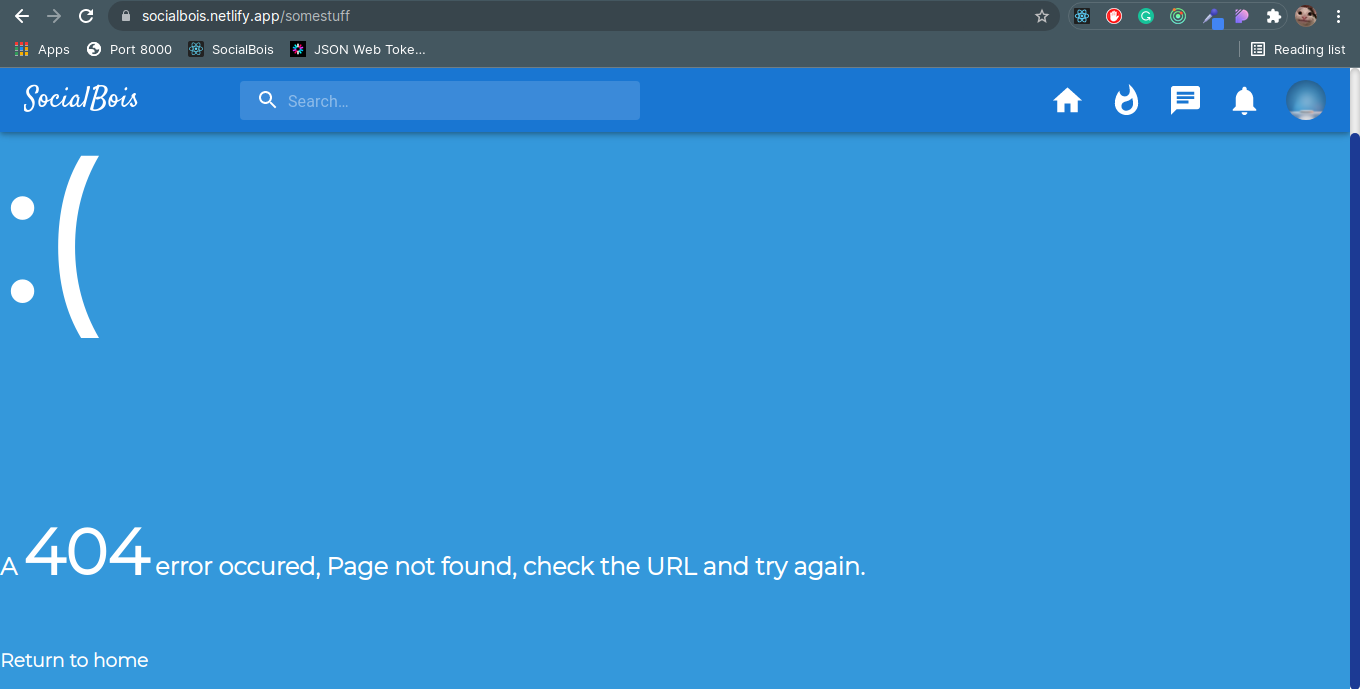 socialbois.netlify.app/somestuff
Apps Port 8000 SocialBois JSON Web Toke... Reading list
SocialBois Search...
:(
A 404 error occured, Page not found, check the URL and try again.
Return to home